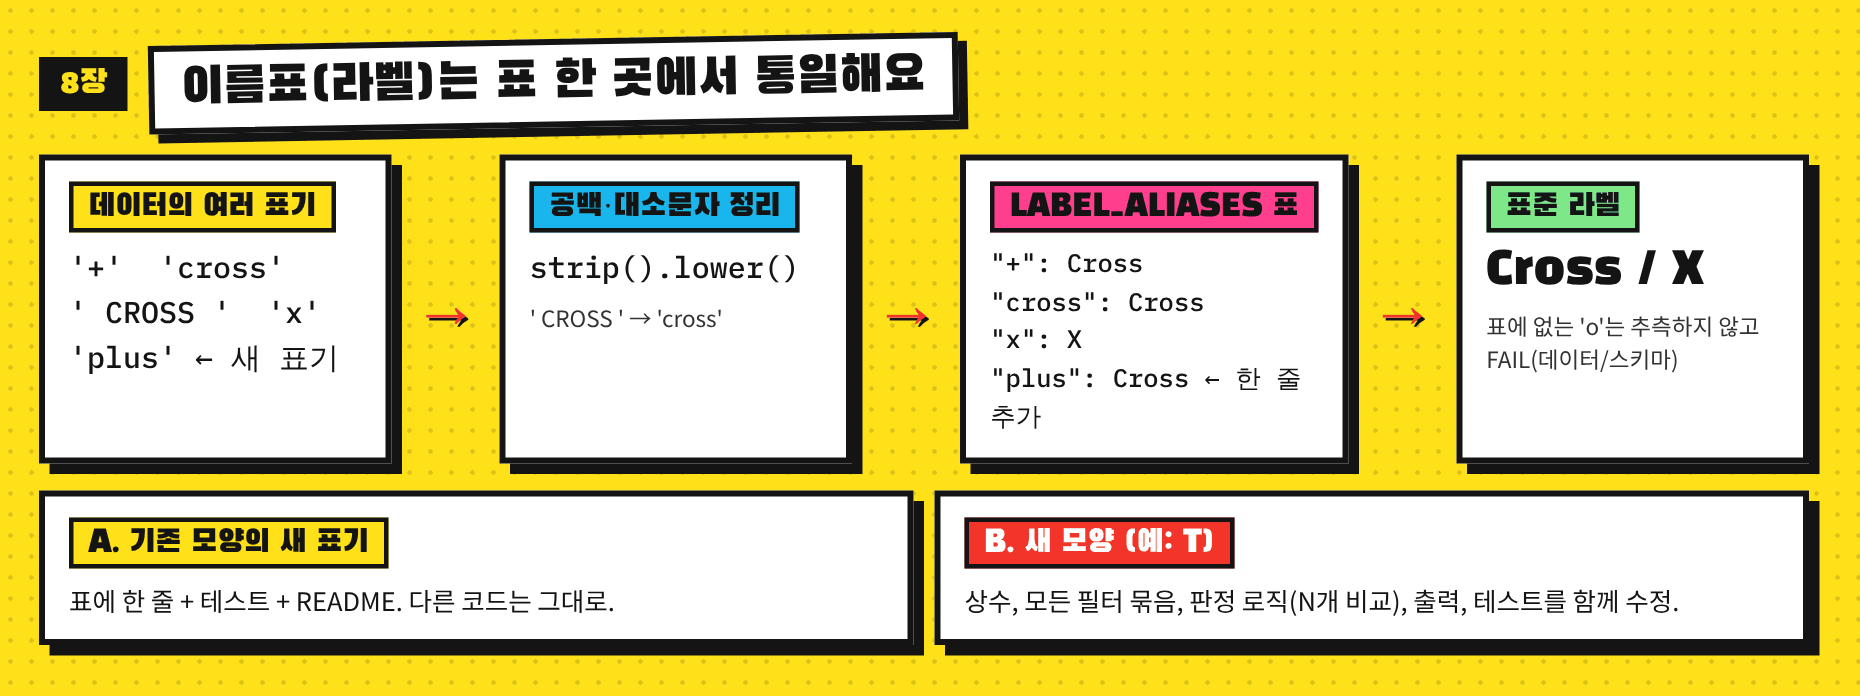 8장
이름표(라벨)는 표 한 곳에서 통일해요
데이터의 여러 표기
'+' 'cross'
' CROSS ' 'x'
'plus' ← 새 표기
→
공백·대소문자 정리
strip().lower()
' CROSS ' → 'cross'
→
LABEL_ALIASES 표
"+": Cross
"cross": Cross
"x": X
"plus": Cross ← 한 줄
추가
→
표준 라벨
Cross / X
표에 없는 'o'는 추측하지 않고
FAIL(데이터/스키마)
A. 기존 모양의 새 표기
표에 한 줄 + 테스트 + README. 다른 코드는 그대로.
B. 새 모양 (예: T)
상수, 모든 필터 묶음, 판정 로직(N개 비교), 출력, 테스트를 함께 수정.